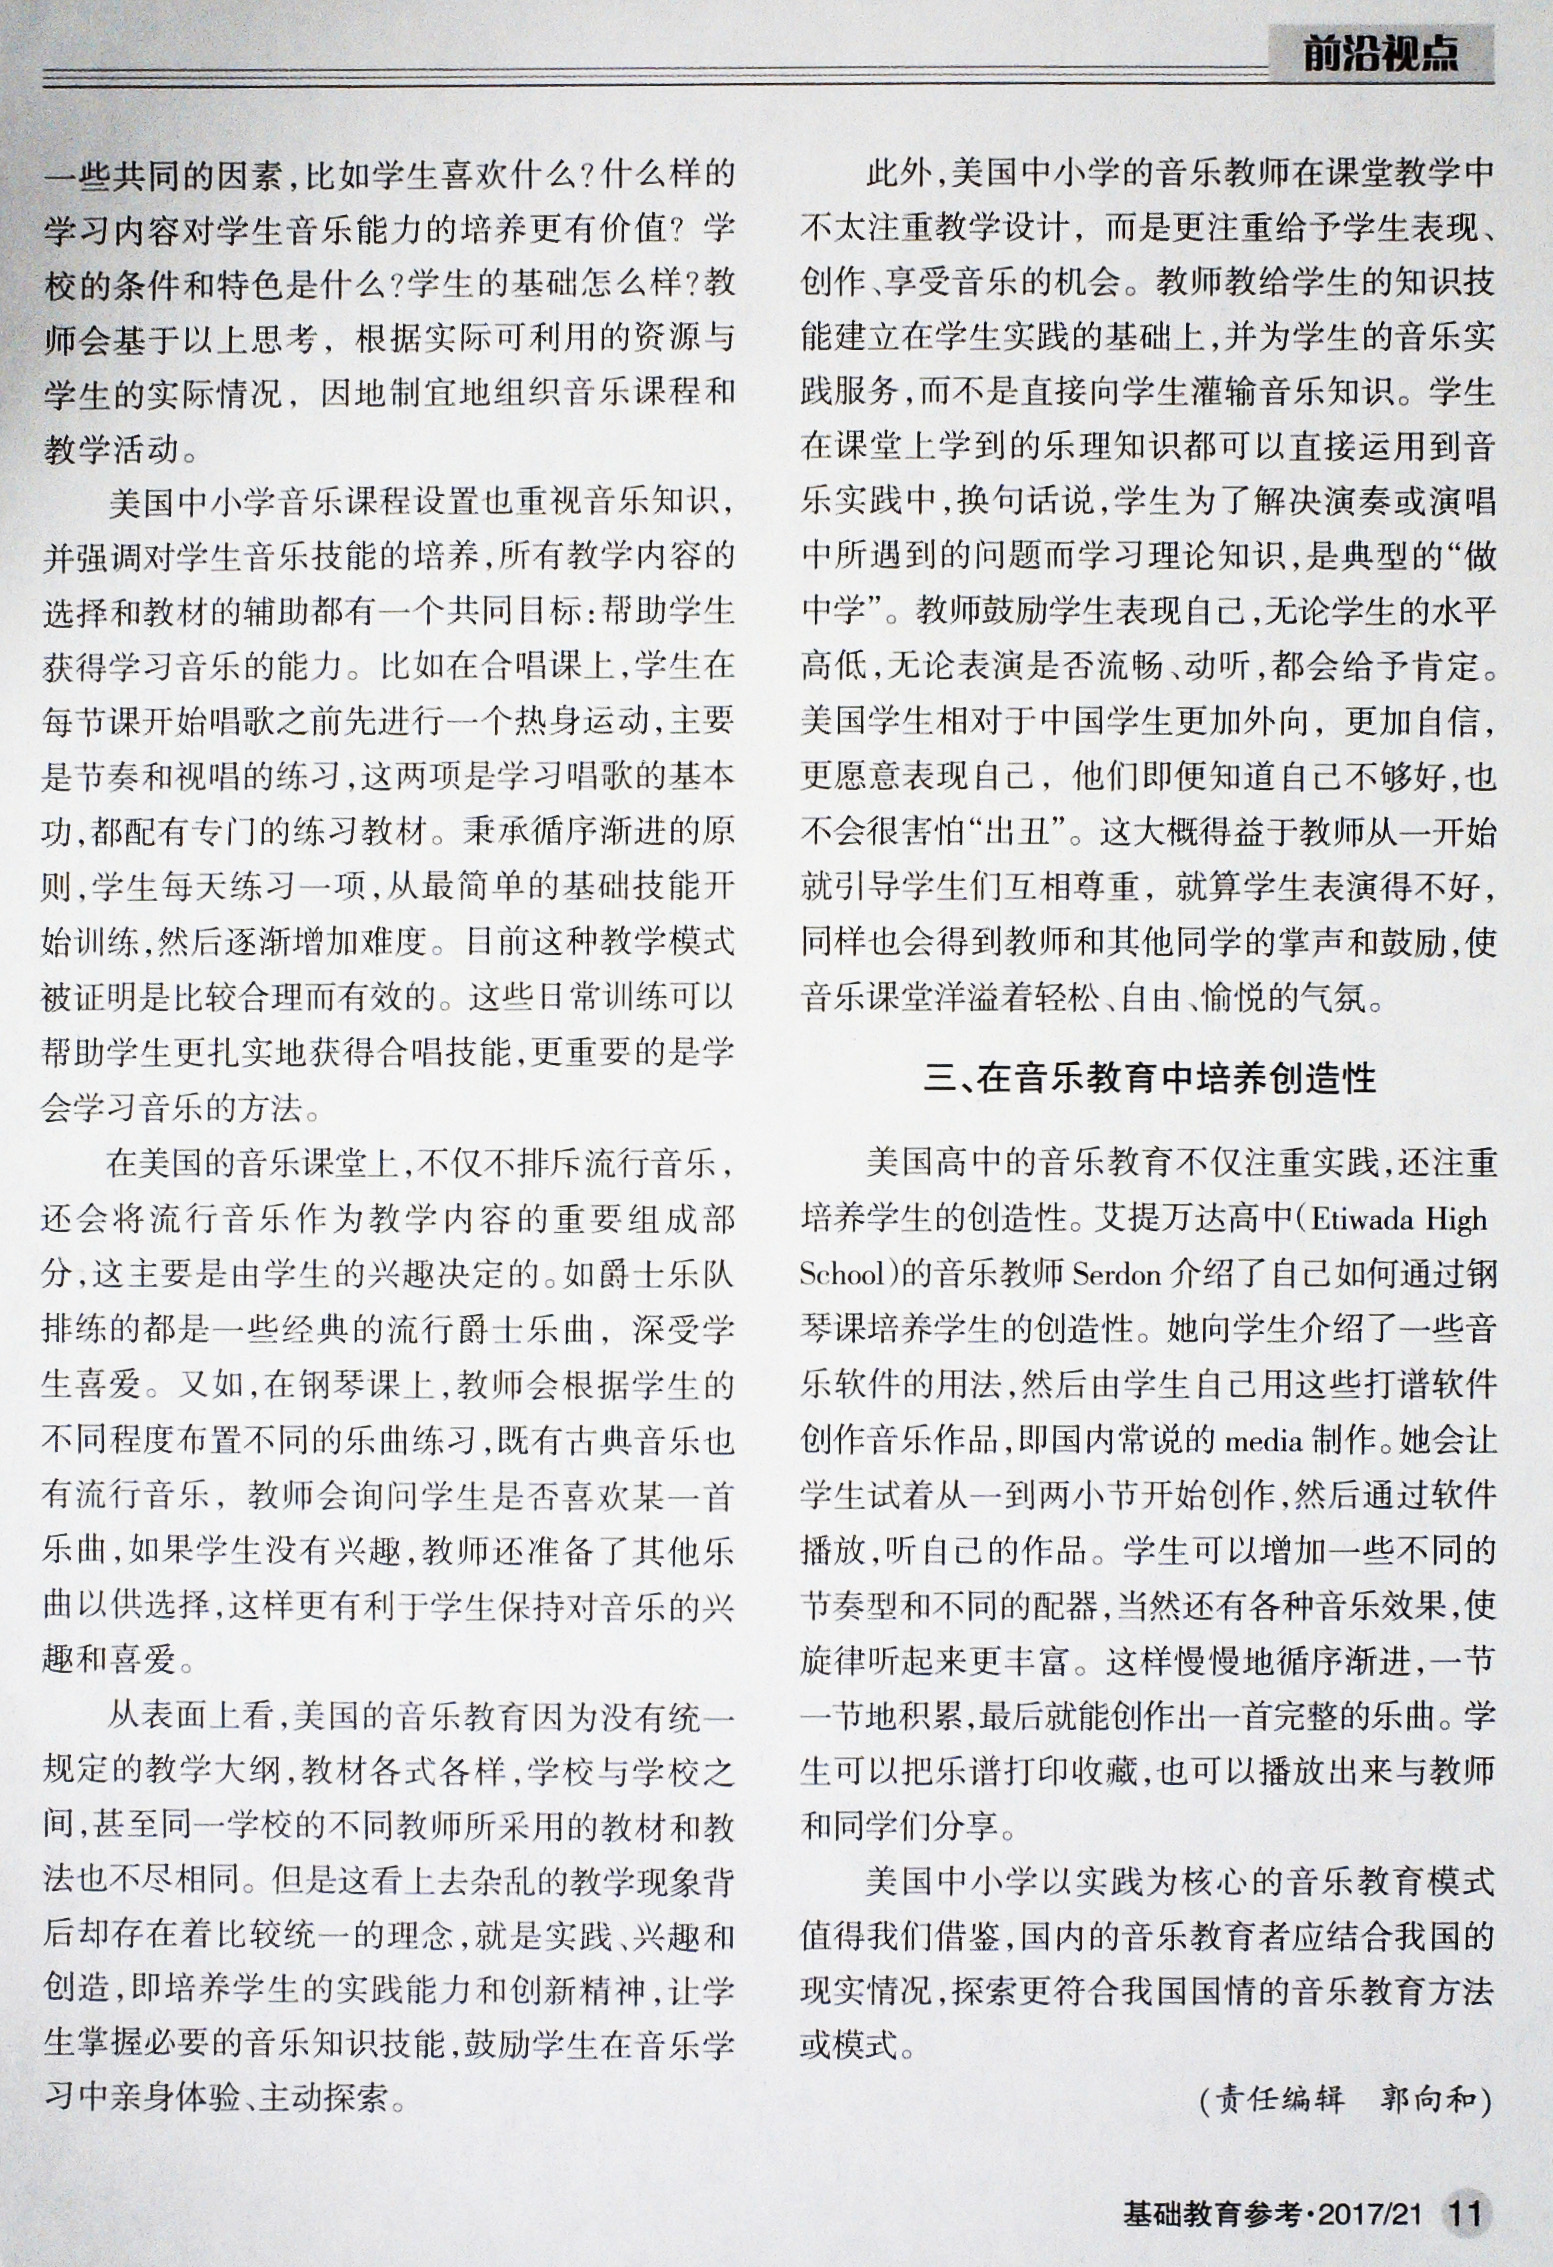 前沿视点
一些共同的因素,比如学生喜欢什么?什么样的
学习内容对学生音乐能力的培养更有价值? 学
校的条件和特色是什么?学生的基础怎么样?教
师会基于以上思考，根据实际可利用的资源与
学生的实际情况，因地制宜地组织音乐课程和
教学活动。
美国中小学音乐课程设置也重视音乐知识,
并强调对学生音乐技能的培养,所有教学内容的
选择和教材的辅助都有一个共同目标:帮助学生
获得学习音乐的能力。比如在合唱课上,学生在
每节课开始唱歌之前先进行一个热身运动,主要
是节奏和视唱的练习,这两项是学习唱歌的基本
功,都配有专门的练习教材。秉承循序渐进的原
则,学生每天练习一项,从最简单的基础技能开
始训练,然后逐渐增加难度。目前这种教学模式
被证明是比较合理而有效的。这些日常训练可以
帮助学生更扎实地获得合唱技能,更重要的是学
会学习音乐的方法。
在美国的音乐课堂上,不仅不排斥流行音乐,
还会将流行音乐作为教学内容的重要组成部
分,这主要是由学生的兴趣决定的。如爵士乐队
排练的都是一些经典的流行爵士乐曲，深受学
生喜爱。又如,在钢琴课上,教师会根据学生的
不同程度布置不同的乐曲练习,既有古典音乐也
有流行音乐，教师会询问学生是否喜欢某一首
乐曲,如果学生没有兴趣,教师还准备了其他乐
曲以供选择,这样更有利于学生保持对音乐的兴
趣和喜爱。
从表面上看,美国的音乐教育因为没有统一
规定的教学大纲,教材各式各样,学校与学校之
间,甚至同一学校的不同教师所采用的教材和教
法也不尽相同。但是这看上去杂乱的教学现象背
后却存在着比较统一的理念,就是实践、兴趣和
创造,即培养学生的实践能力和创新精神,让学
生掌握必要的音乐知识技能,鼓励学生在音乐学
习中亲身体验、主动探索。
此外,美国中小学的音乐教师在课堂教学中
不太注重教学设计，而是更注重给予学生表现、
创作、享受音乐的机会。教师教给学生的知识技
能建立在学生实践的基础上,并为学生的音乐实
践服务,而不是直接向学生灌输音乐知识。学生
在课堂上学到的乐理知识都可以直接运用到音
乐实践中,换句话说,学生为了解决演奏或演唱
中所遇到的问题而学习理论知识,是典型的“做
中学”。教师鼓励学生表现自己,无论学生的水平
高低,无论表演是否流畅、动听,都会给予肯定。
美国学生相对于中国学生更加外向，更加自信,
更愿意表现自己，他们即便知道自己不够好,也
不会很害怕“出丑”。这大概得益于教师从一开始
就引导学生们互相尊重，就算学生表演得不好,
同样也会得到教师和其他同学的掌声和鼓励,使
音乐课堂洋溢着轻松、自由、愉悦的气氛。
三、在音乐教育中培养创造性
美国高中的音乐教育不仅注重实践,还注重
培养学生的创造性。艾提万达高中(Etiwada High
School)的音乐教师 Serdon 介绍了自己如何通过钢
琴课培养学生的创造性。她向学生介绍了一些音
乐软件的用法,然后由学生自己用这些打谱软件
创作音乐作品,即国内常说的 media 制作。她会让
学生试着从一到两小节开始创作,然后通过软件
播放,听自己的作品。学生可以增加一些不同的
节奏型和不同的配器,当然还有各种音乐效果,使
旋律听起来更丰富。这样慢慢地循序渐进,一节
一节地积累,最后就能创作出一首完整的乐曲。学
生可以把乐谱打印收藏,也可以播放出来与教师
和同学们分享。
美国中小学以实践为核心的音乐教育模式
值得我们借鉴,国内的音乐教育者应结合我国的
现实情况,探索更符合我国国情的音乐教育方法
或模式。
(责任编辑　郭向和)
基础教育参考·2017/21 11